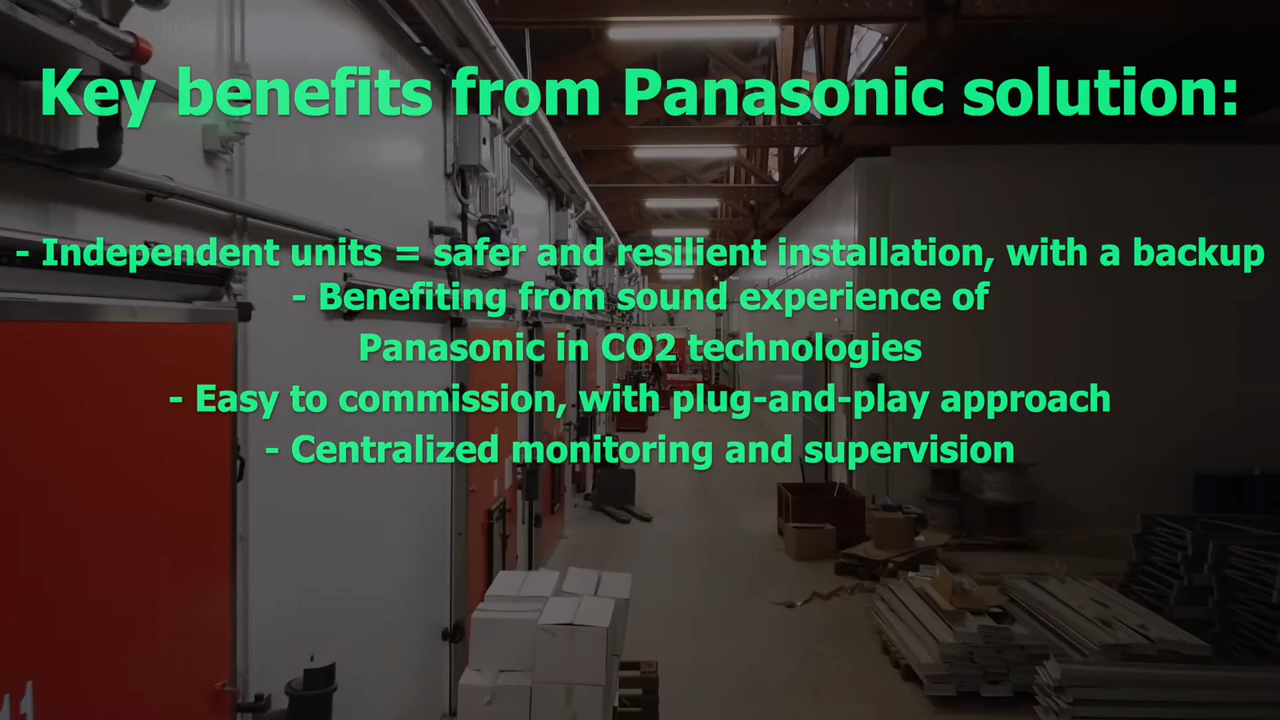 Key benefits from Panasonic solution:
- Independent units = safer and resilient installation, with a backup
- Benefiting from sound experience of
Panasonic in CO2 technologies
- Easy to commission, with plug-and-play approach
- Centralized monitoring and supervision